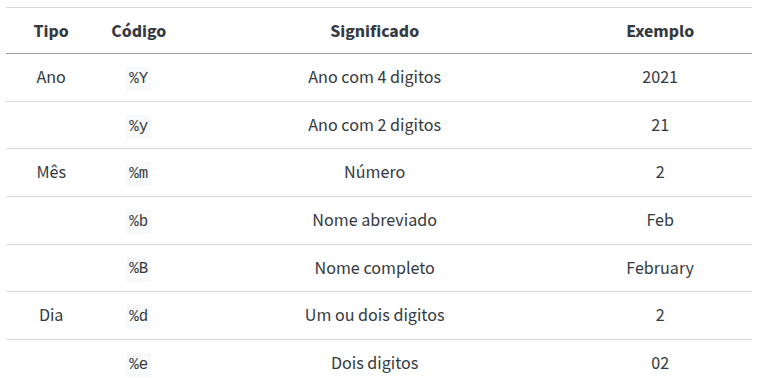 Tipo Código Significado Exemplo
Ano %Y Ano com 4 digitos 2021
%y Ano com 2 digitos 21
Mês %m Número 2
%b Nome abreviado Feb
%B Nome completo February
Dia %d Um ou dois digitos 2
%e Dois digitos 02